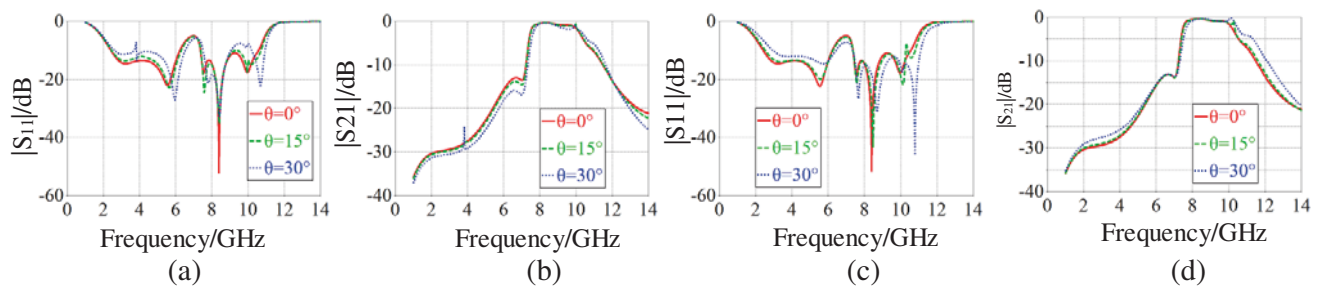 |S11|/dB
0
-20
-40
-60
θ=0°
θ=15°
θ=30°
0 2 4 6 8 10 12 14
Frequency/GHz
(a)
|S21|/dB
0
-10
-20
-30
-40
θ=0°
θ=15°
θ=30°
0 2 4 6 8 10 12 14
Frequency/GHz
(b)
|S11|/dB
0
-20
-40
-60
θ=0°
θ=15°
θ=30°
0 2 4 6 8 10 12 14
Frequency/GHz
(c)
|S21|/dB
0
-10
-20
-30
-40
θ=0°
θ=15°
θ=30°
0 2 4 6 8 10 12 14
Frequency/GHz
(d)